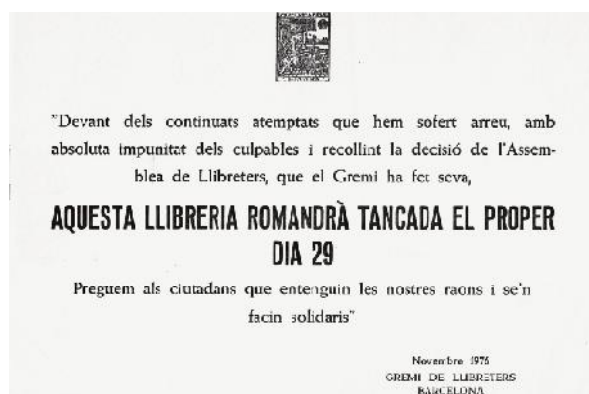 "Devant dels continuats atemptats que hem sofert arreu, amb
absoluta impunitat dels culpables i recollint la decisió de l'Assem-
blea de Llibreters, que el Gremi ha fet seva,
AQUESTA LLIBRERIA ROMANDRÀ TANCADA EL PROPER
DIA 29
Preguem als ciutadans que entenguin les nostres raons i se'n
facin solidaris"
Novembre 1976
GREMI DE LLIBRETERS
BARCELONA